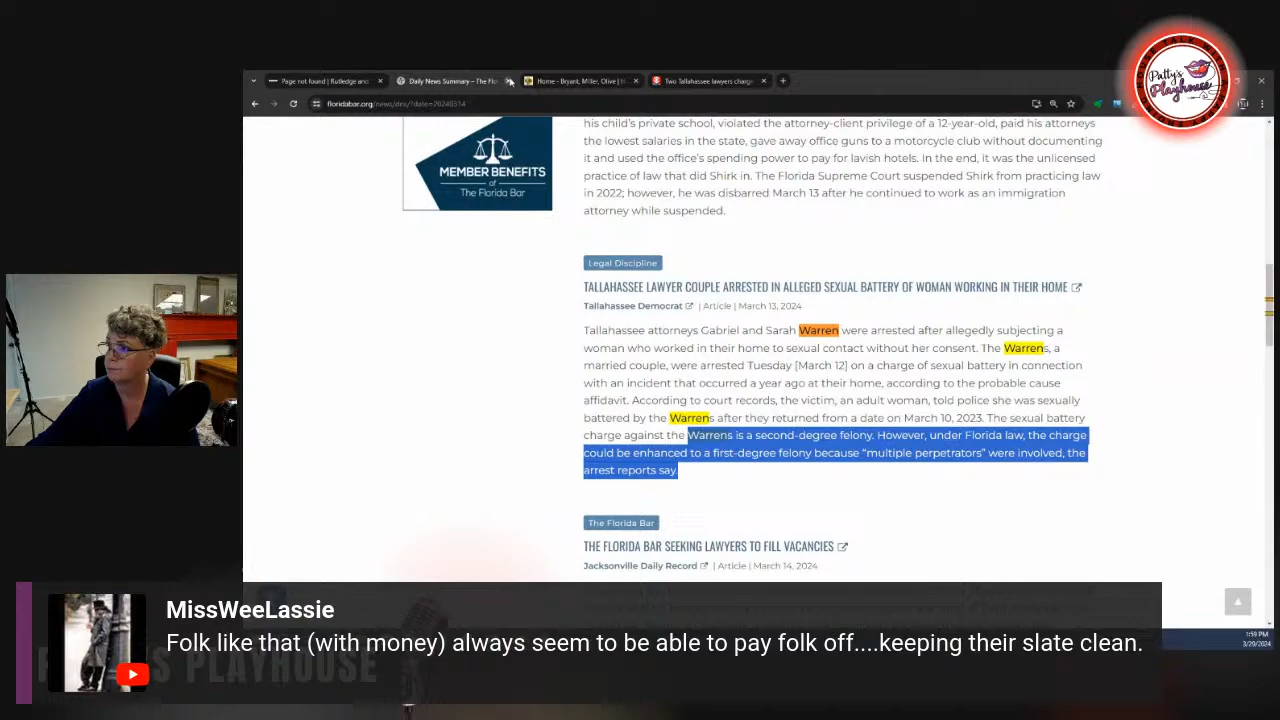 Page not found | Rutledge and
Daily News Summary – The Flo
Home - Bryant, Miller, Olive | H
Two Tallahassee lawyers charge
floridabar.org/news/dns/?date=20240314
Patty's
Playhouse
MEMBER BENEFITS
of
The Florida Bar
his child's private school, violated the attorney-client privilege of a 12-year-old, paid his attorneys
the lowest salaries in the state, gave away office guns to a motorcycle club without documenting
it and used the office's spending power to pay for lavish hotels. In the end, it was the unlicensed
practice of law that did Shirk in. The Florida Supreme Court suspended Shirk from practicing law
in 2022; however, he was disbarred March 13 after he continued to work as an immigration
attorney while suspended.
Legal Discipline
TALLAHASSEE LAWYER COUPLE ARRESTED IN ALLEGED SEXUAL BATTERY OF WOMAN WORKING IN THEIR HOME
Tallahassee Democrat | Article | March 13, 2024
Tallahassee attorneys Gabriel and Sarah Warren were arrested after allegedly subjecting a
woman who worked in their home to sexual contact without her consent. The Warrens, a
married couple, were arrested Tuesday [March 12] on a charge of sexual battery in connection
with an incident that occurred a year ago at their home, according to the probable cause
affidavit. According to court records, the victim, an adult woman, told police she was sexually
battered by the Warrens after they returned from a date on March 10, 2023. The sexual battery
charge against the Warrens is a second-degree felony. However, under Florida law, the charge
could be enhanced to a first-degree felony because "multiple perpetrators" were involved, the
arrest reports say.
The Florida Bar
THE FLORIDA BAR SEEKING LAWYERS TO FILL VACANCIES
Jacksonville Daily Record | Article | March 14, 2024
MissWeeLassie
Folk like that (with money) always seem to be able to pay folk off....keeping their slate clean.
PLAYHOUSE
1:59 PM
3/29/2024